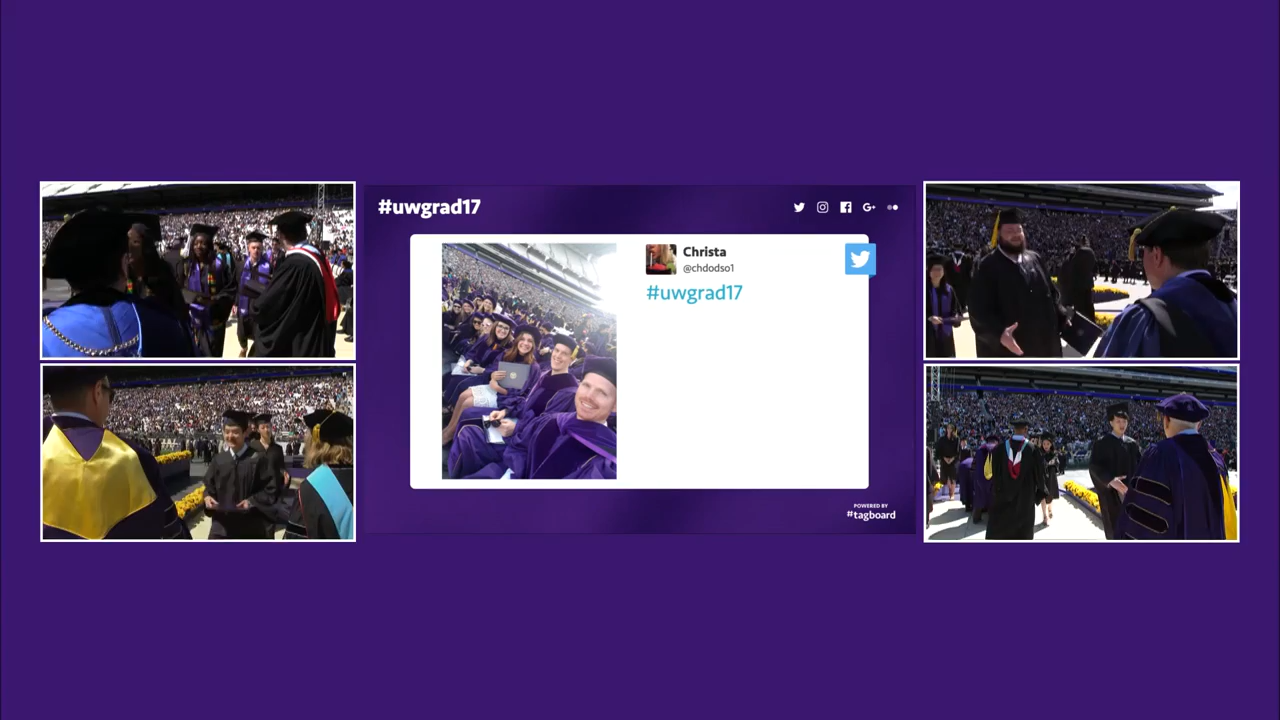 #uwgrad17
Christa
@chdodso1
#uwgrad17
POWERED BY
#tagboard